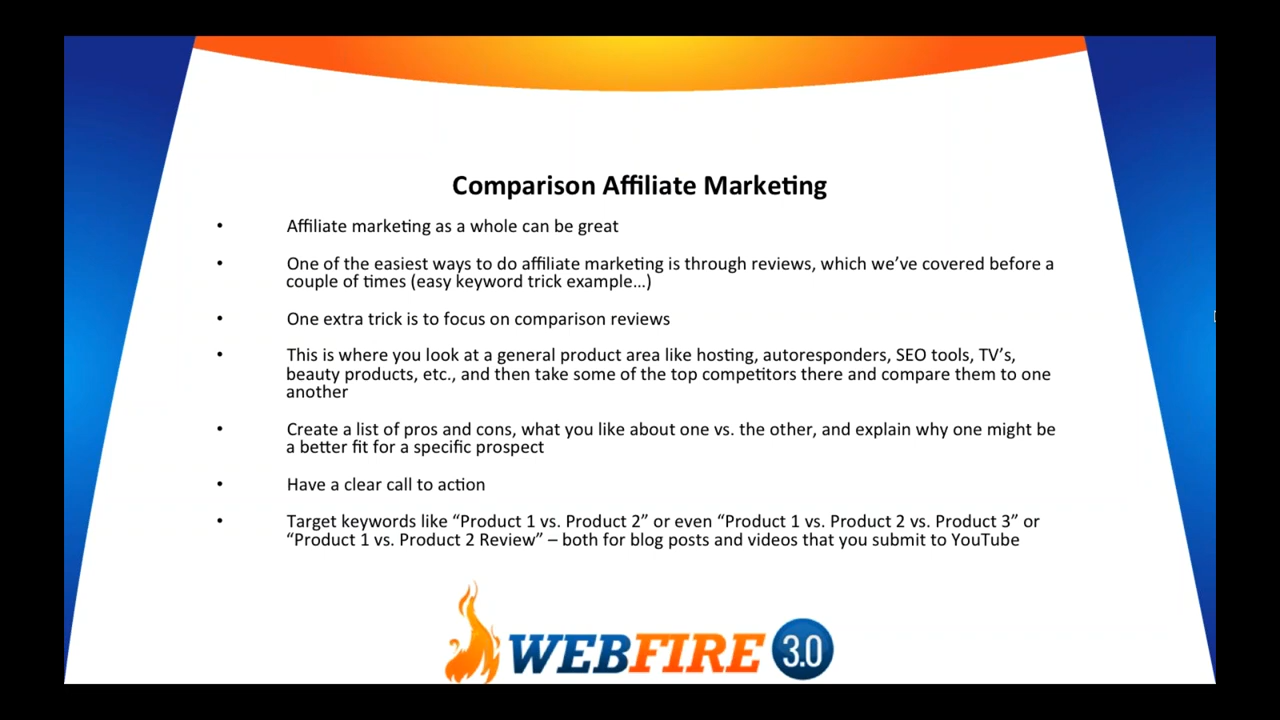 Comparison Affiliate Marketing
• Affiliate marketing as a whole can be great
• One of the easiest ways to do affiliate marketing is through reviews, which we’ve covered before a
couple of times (easy keyword trick example…)
• One extra trick is to focus on comparison reviews
• This is where you look at a general product area like hosting, autoresponders, SEO tools, TV’s,
beauty products, etc., and then take some of the top competitors there and compare them to one
another
• Create a list of pros and cons, what you like about one vs. the other, and explain why one might be
a better fit for a specific prospect
• Have a clear call to action
• Target keywords like “Product 1 vs. Product 2” or even “Product 1 vs. Product 2 vs. Product 3” or
“Product 1 vs. Product 2 Review” – both for blog posts and videos that you submit to YouTube
WEBFIRE 3.0